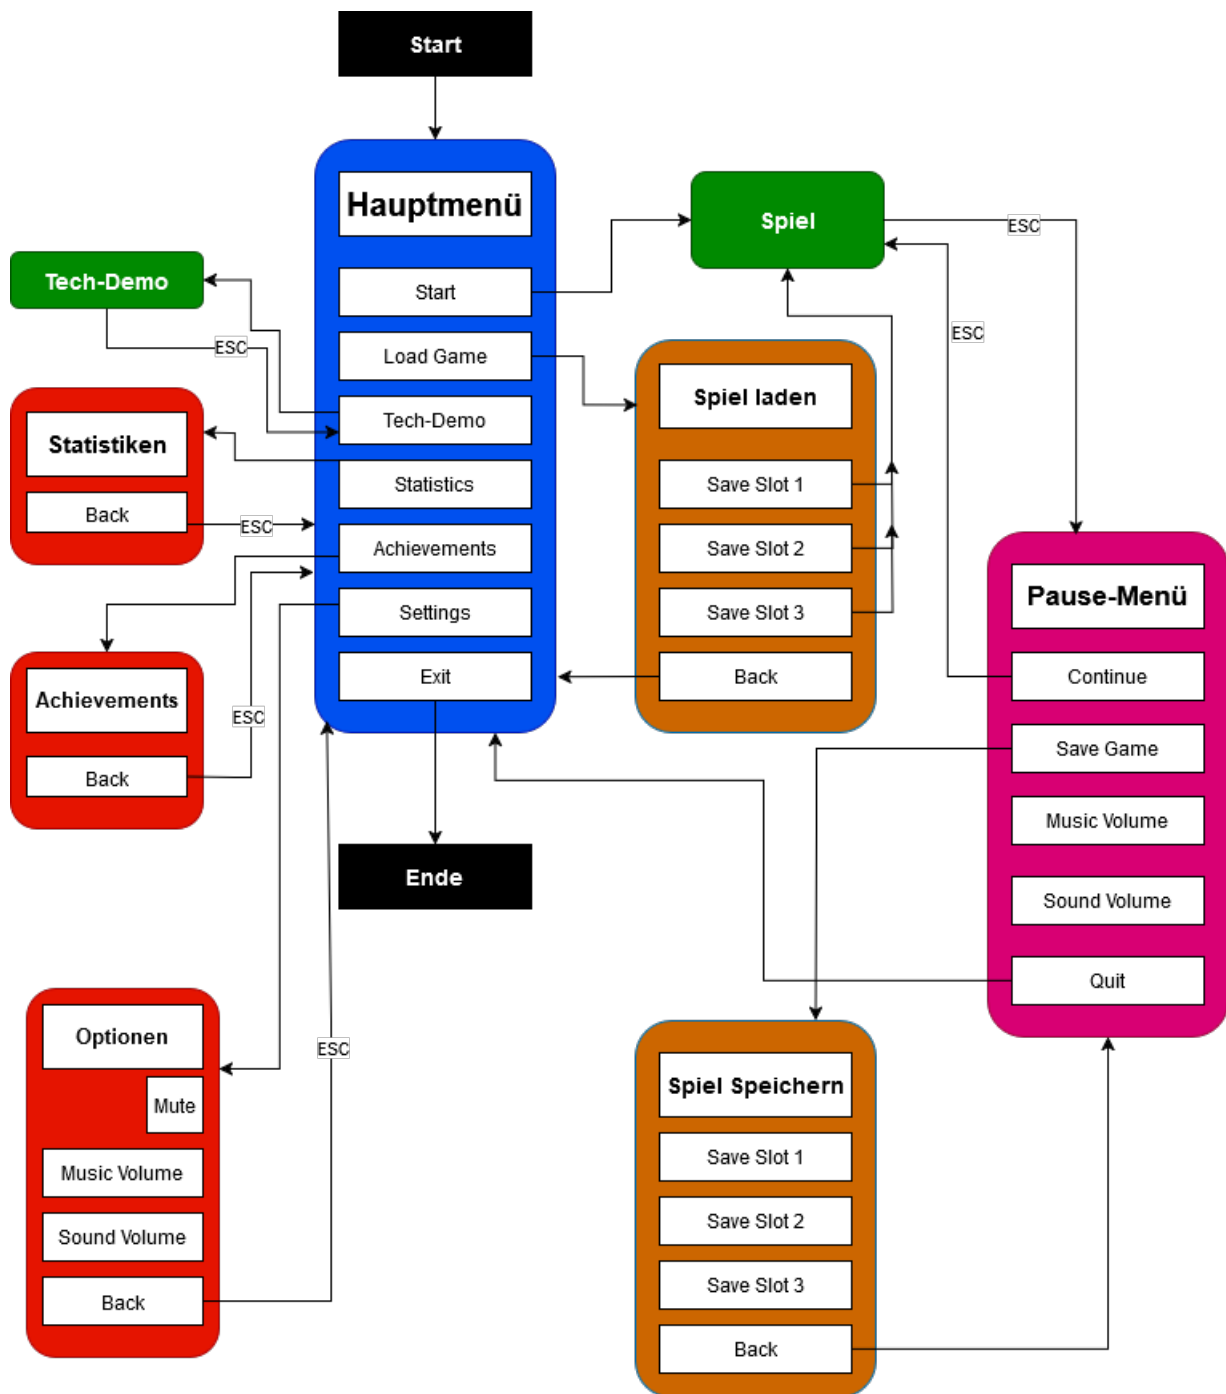 Start
Hauptmenü
Start
Load Game
Tech-Demo
Statistics
Achievements
Settings
Exit
Ende
Tech-Demo
ESC
Statistiken
Back
ESC
Achievements
Back
ESC
Optionen
Mute
Music Volume
Sound Volume
Back
ESC
Spiel
ESC
ESC
Spiel laden
Save Slot 1
Save Slot 2
Save Slot 3
Back
Pause-Menü
Continue
Save Game
Music Volume
Sound Volume
Quit
Spiel Speichern
Save Slot 1
Save Slot 2
Save Slot 3
Back